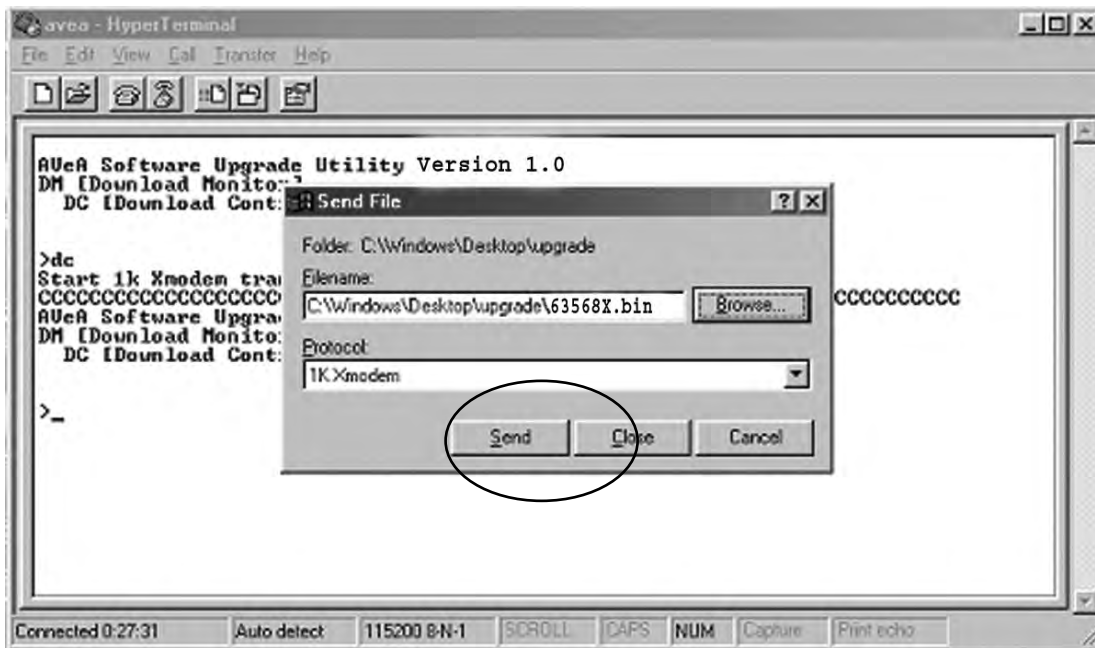 avea - HyperTerminal
File Edit View Call Transfer Help
AVeA Software Upgrade Utility Version 1.0
DM [Download Monitor]
DC [Download Cont
>dc
Start 1k Xmodem tra
CCCCCCCCCCCCCCCCCCC CCCCCCCCCC
AVeA Software Upgra
DM [Download Monito
DC [Download Cont
>_
Send File
Folder: C:\Windows\Desktop\upgrade
Filename:
C:\Windows\Desktop\upgrade\63568X.bin
Browse...
Protocol:
1K Xmodem
Send Close Cancel
Connected 0:27:31 Auto detect 115200 8-N-1 SCROLL CAPS NUM Capture Print echo